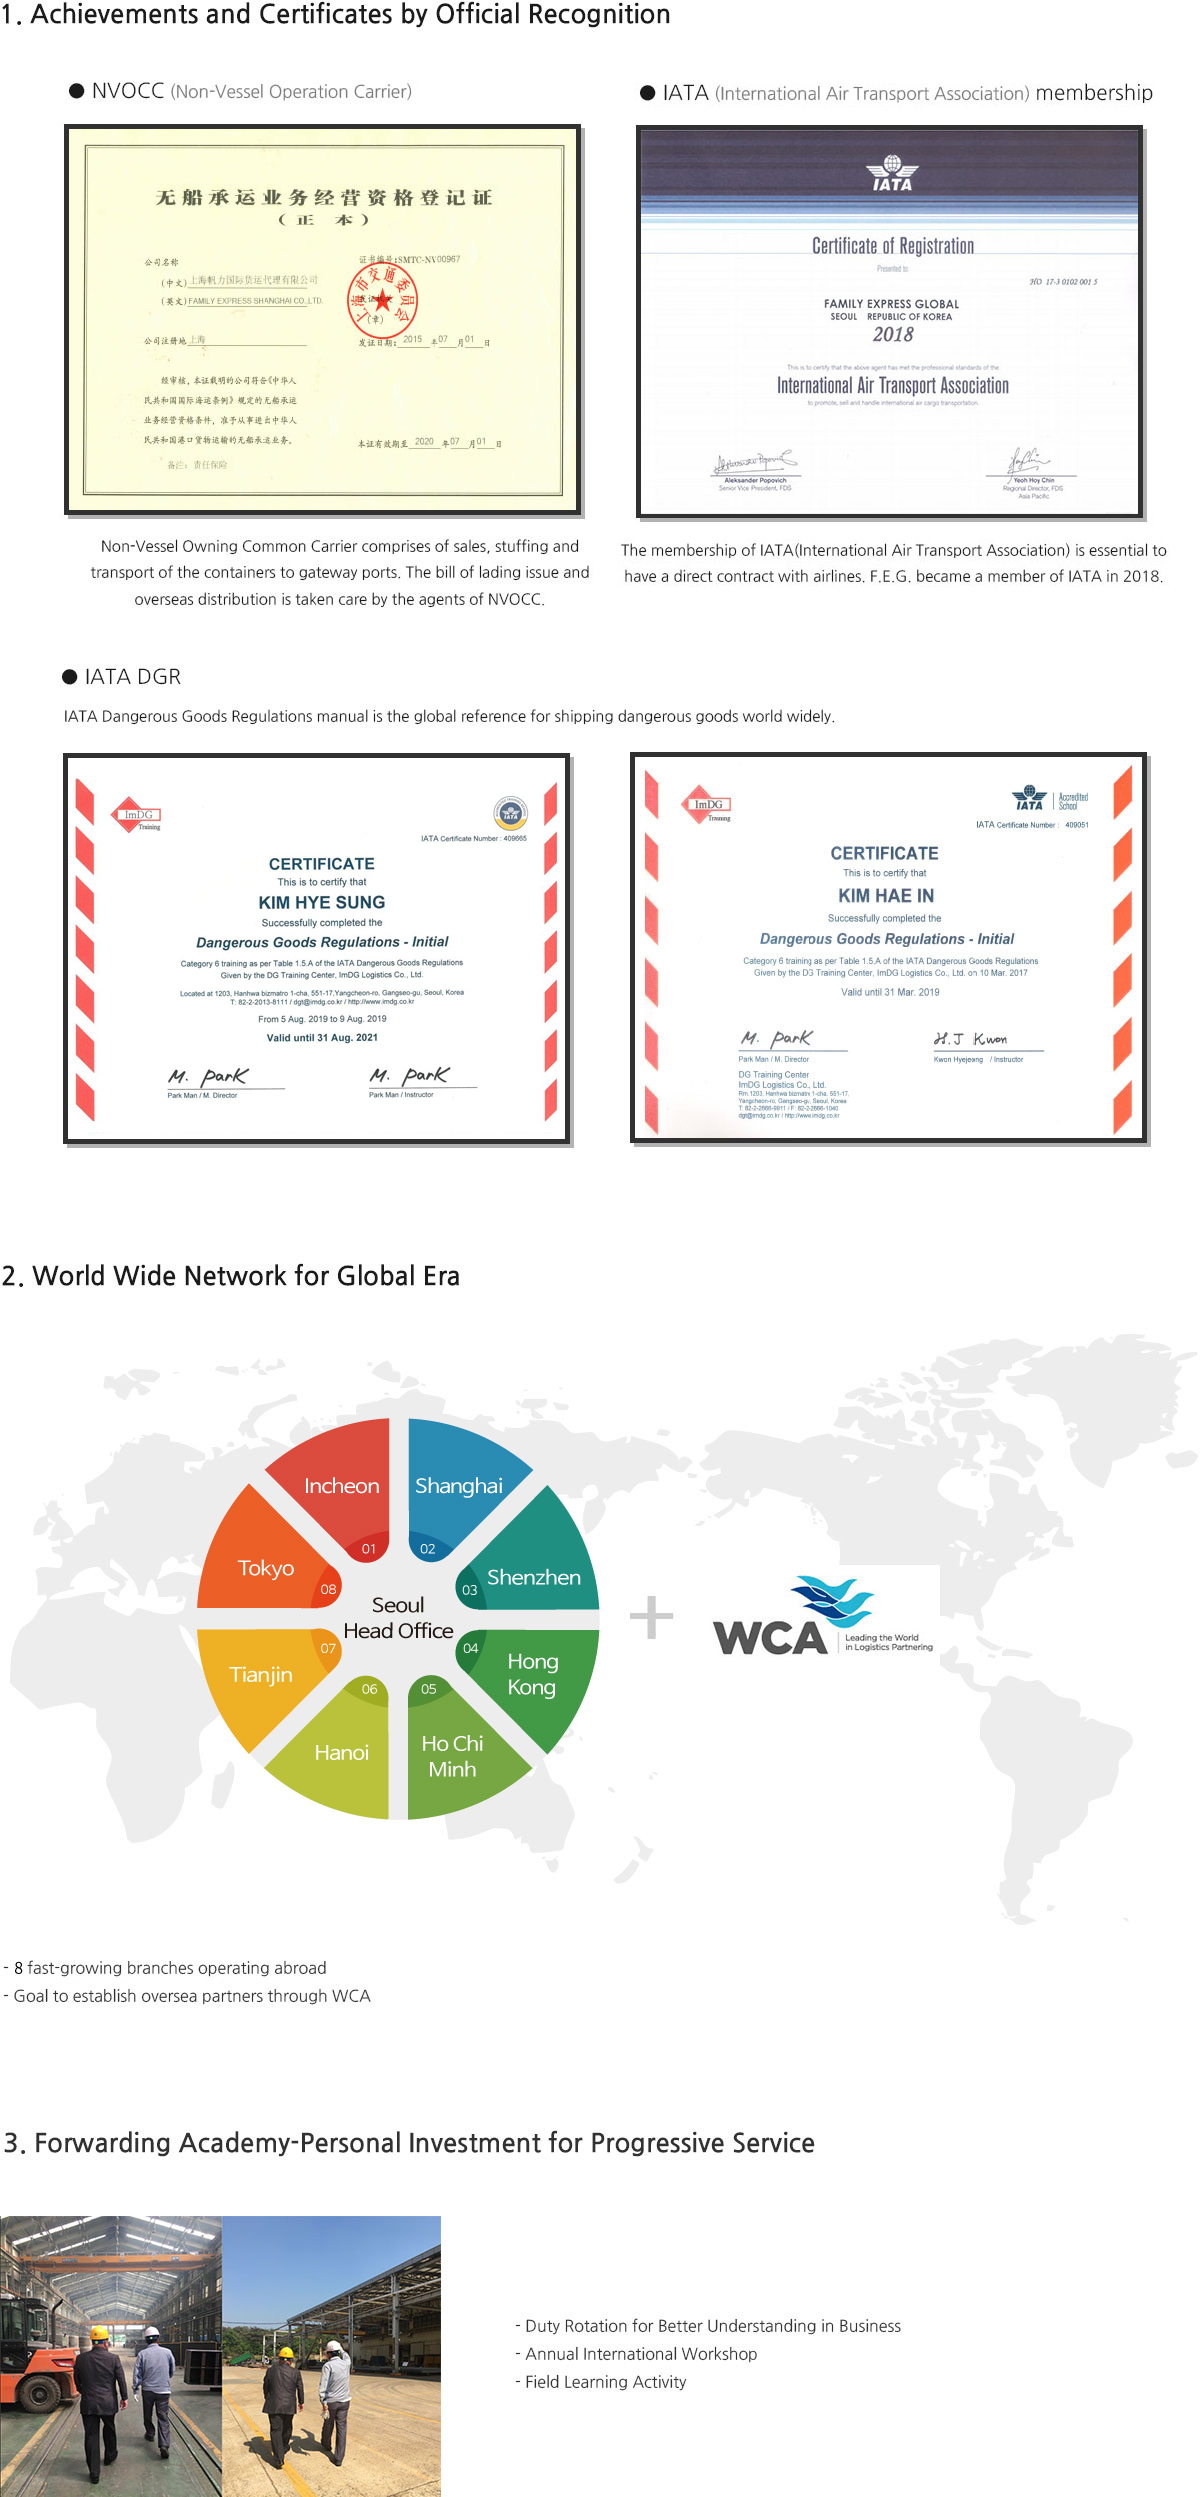 1. Achievements and Certificates by Official Recognition
● NVOCC (Non-Vessel Operation Carrier)
无船承运业务经营资格登记证
（正 本）
公司名称
证书编号:SMTC-NV00967
(中文)上海帆力国际货运代理有限公司
(英文)FAMILY EXPRESS SHANGHAI CO.,LTD.
上海市交通委员会
(章)
公司注册地 上海
发证日期: 2015 年 07 月 01 日
经审核，本证载明的公司符合《中华人
民共和国国际海运条例》规定的无船承运
业务经营资格条件，准予从事进出中华人
民共和国港口货物运输的无船承运业务。
本证有效期至 2020 年 07 月 01 日
备注: 责任保险
Non-Vessel Owning Common Carrier comprises of sales, stuffing and
transport of the containers to gateway ports. The bill of lading issue and
overseas distribution is taken care by the agents of NVOCC.
● IATA (International Air Transport Association) membership
IATA
Certificate of Registration
Presented to
HO 17-3 0102 001 5
FAMILY EXPRESS GLOBAL
SEOUL REPUBLIC OF KOREA
2018
This is to certify that the above agent has met the professional standards of the
International Air Transport Association
to promote, sell and handle international air cargo transportation.
Aleksander Popovich
Senior Vice President, FDS
Yeoh Hoy Chin
Regional Director, FDS
Asia Pacific
The membership of IATA(International Air Transport Association) is essential to
have a direct contract with airlines. F.E.G. became a member of IATA in 2018.
● IATA DGR
IATA Dangerous Goods Regulations manual is the global reference for shipping dangerous goods world widely.
ImDG
Training
IATA
IATA Certificate Number : 409665
CERTIFICATE
This is to certify that
KIM HYE SUNG
Successfully completed the
Dangerous Goods Regulations - Initial
Category 6 training as per Table 1.5.A of the IATA Dangerous Goods Regulations
Given by the DG Training Center, ImDG Logistics Co., Ltd.
Located at 1203, Hanhwa bizmatro 1-cha, 551-17,Yangcheon-ro, Gangseo-gu, Seoul, Korea
T: 82-2-2013-8111 / dgt@imdg.co.kr / http://www.imdg.co.kr
From 5 Aug. 2019 to 9 Aug. 2019
Valid until 31 Aug. 2021
M. Park
Park Man / M. Director
M. Park
Park Man / Instructor
ImDG
Training
IATA
Accredited
School
IATA Certificate Number : 409051
CERTIFICATE
This is to certify that
KIM HAE IN
Successfully completed the
Dangerous Goods Regulations - Initial
Category 6 training as per Table 1.5.A of the IATA Dangerous Goods Regulations
Given by the DG Training Center, ImDG Logistics Co., Ltd. on 10 Mar. 2017
Valid until 31 Mar. 2019
M. Park
Park Man / M. Director
H.J Kwon
Kwon Hyejeong / Instructor
DG Training Center
ImDG Logistics Co., Ltd.
Rm.1203, Hanhwa bizmatro 1-cha, 551-17,
Yangcheon-ro, Gangseo-gu, Seoul, Korea
T: 82-2-2666-9911 / F: 82-2-2666-1040
dgt@imdg.co.kr / http://www.imdg.co.kr
2. World Wide Network for Global Era
Incheon
01
Shanghai
02
Shenzhen
03
Hong
Kong
04
Ho Chi
Minh
05
Hanoi
06
Tianjin
07
Tokyo
08
Seoul
Head Office
+
WCA
Leading the World
in Logistics Partnering
- 8 fast-growing branches operating abroad
- Goal to establish oversea partners through WCA
3. Forwarding Academy-Personal Investment for Progressive Service
- Duty Rotation for Better Understanding in Business
- Annual International Workshop
- Field Learning Activity